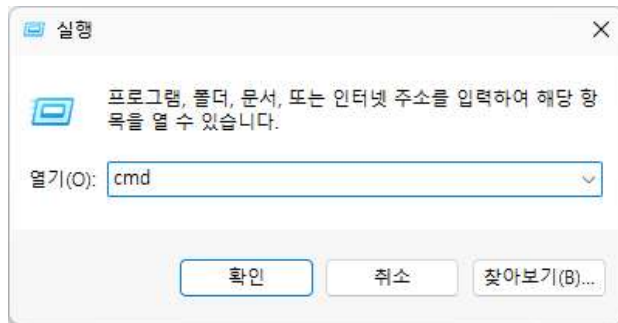 실행
프로그램, 폴더, 문서, 또는 인터넷 주소를 입력하여 해당 항
목을 열 수 있습니다.
열기(O): cmd
확인 취소 찾아보기(B)...